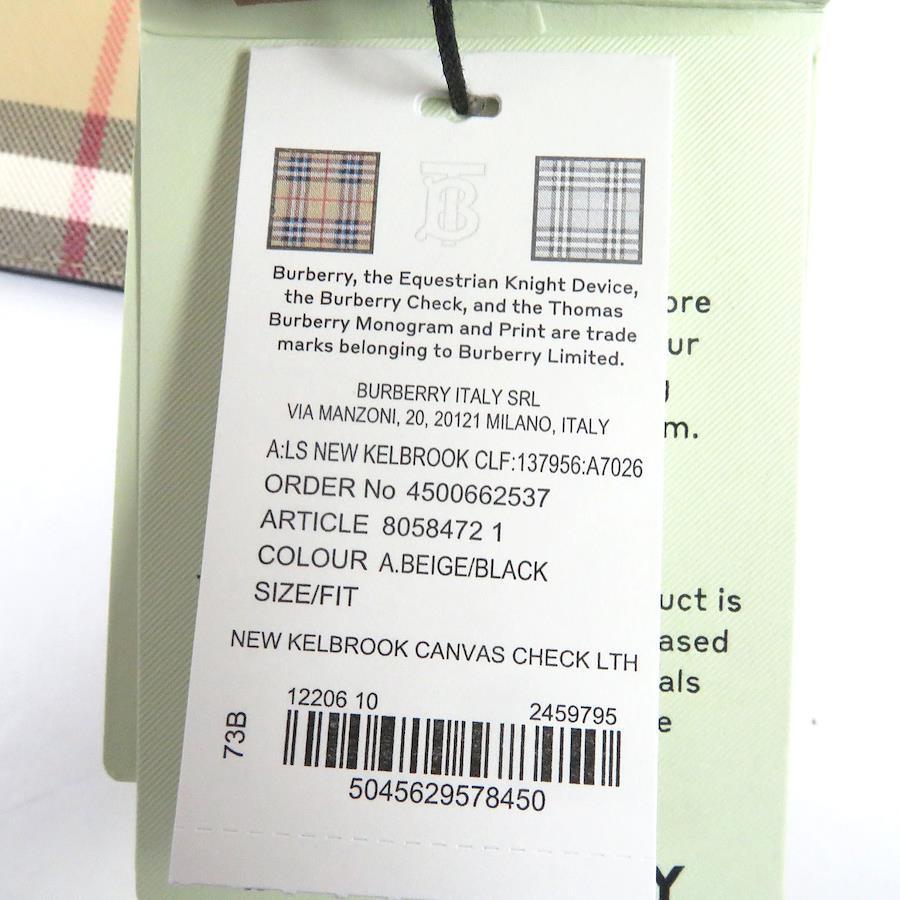 Burberry, the Equestrian Knight Device,
the Burberry Check, and the Thomas
Burberry Monogram and Print are trade
marks belonging to Burberry Limited.
BURBERRY ITALY SRL
VIA MANZONI, 20, 20121 MILANO, ITALY
A:LS NEW KELBROOK CLF:137956:A7026
ORDER No 4500662537
ARTICLE 8058472 1
COLOUR A.BEIGE/BLACK
SIZE/FIT
NEW KELBROOK CANVAS CHECK LTH
12206 10 2459795
73B
5045629578450
ore
ur
m.
uct is
ased
als
e
Y